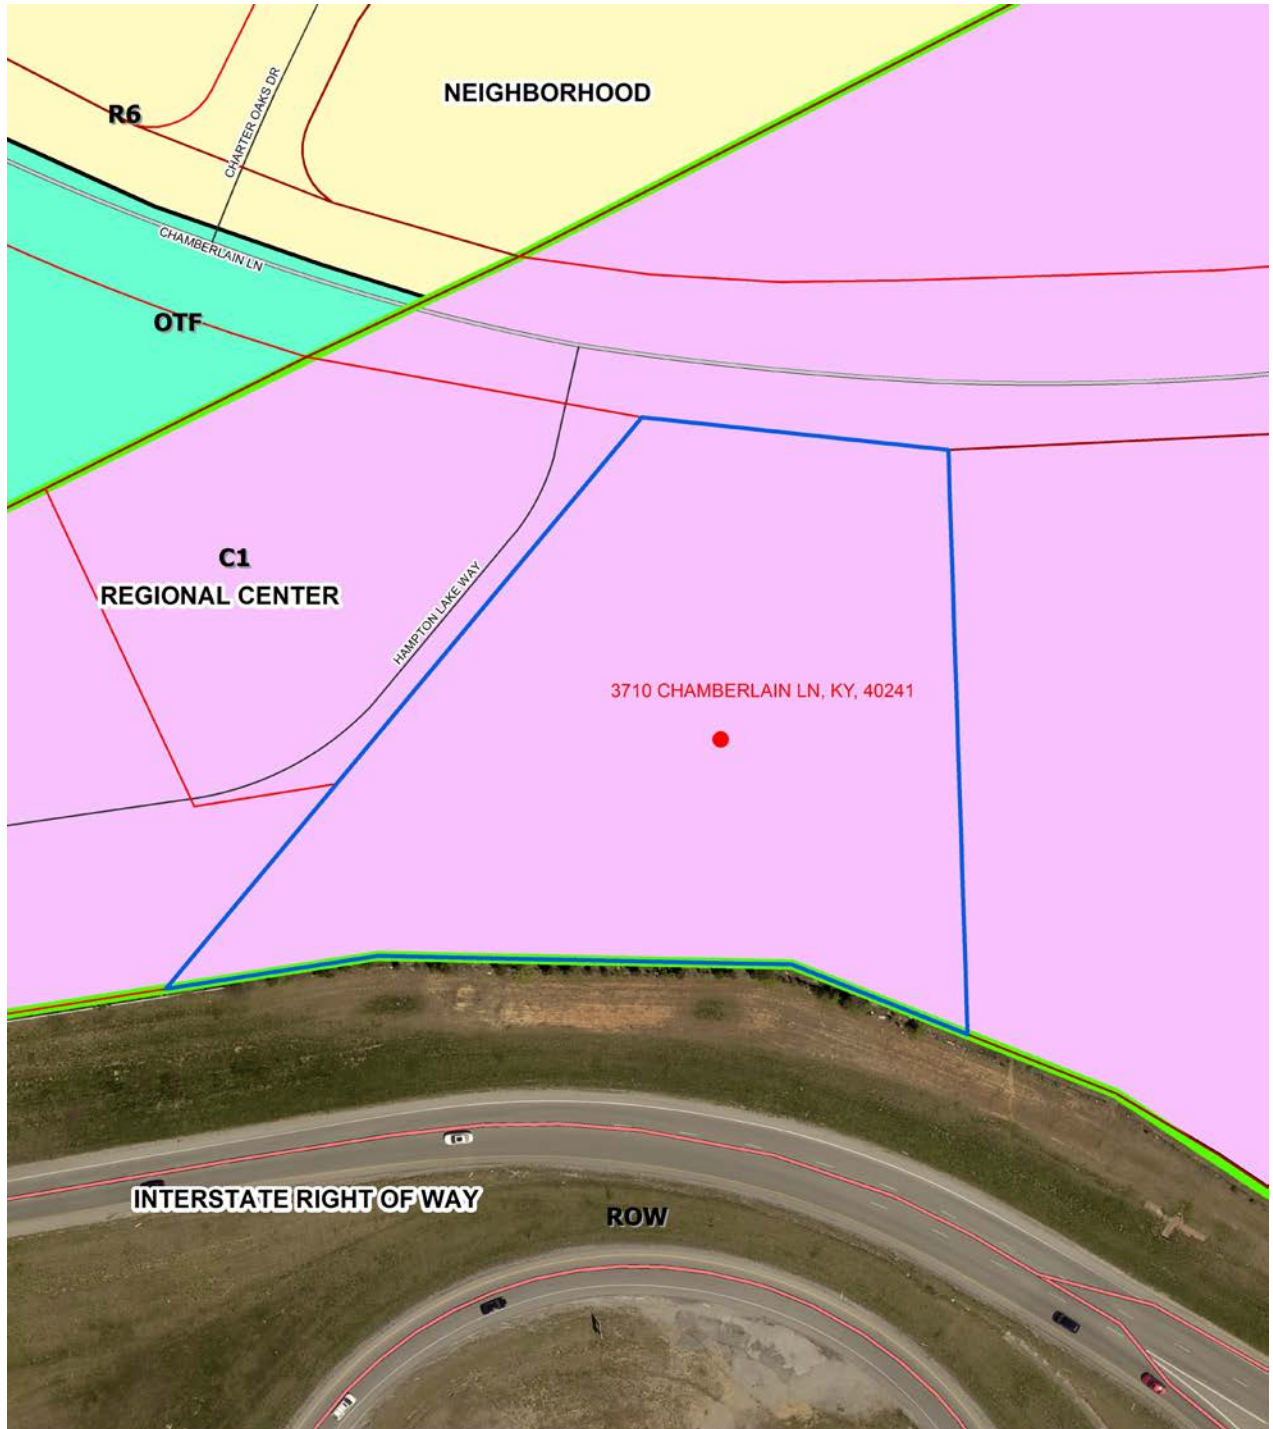 NEIGHBORHOOD
R6
CHARTER OAKS DR
CHAMBERLAIN LN
OTF
C1
REGIONAL CENTER
HAMPTON LAKE WAY
3710 CHAMBERLAIN LN, KY, 40241
INTERSTATE RIGHT OF WAY
ROW